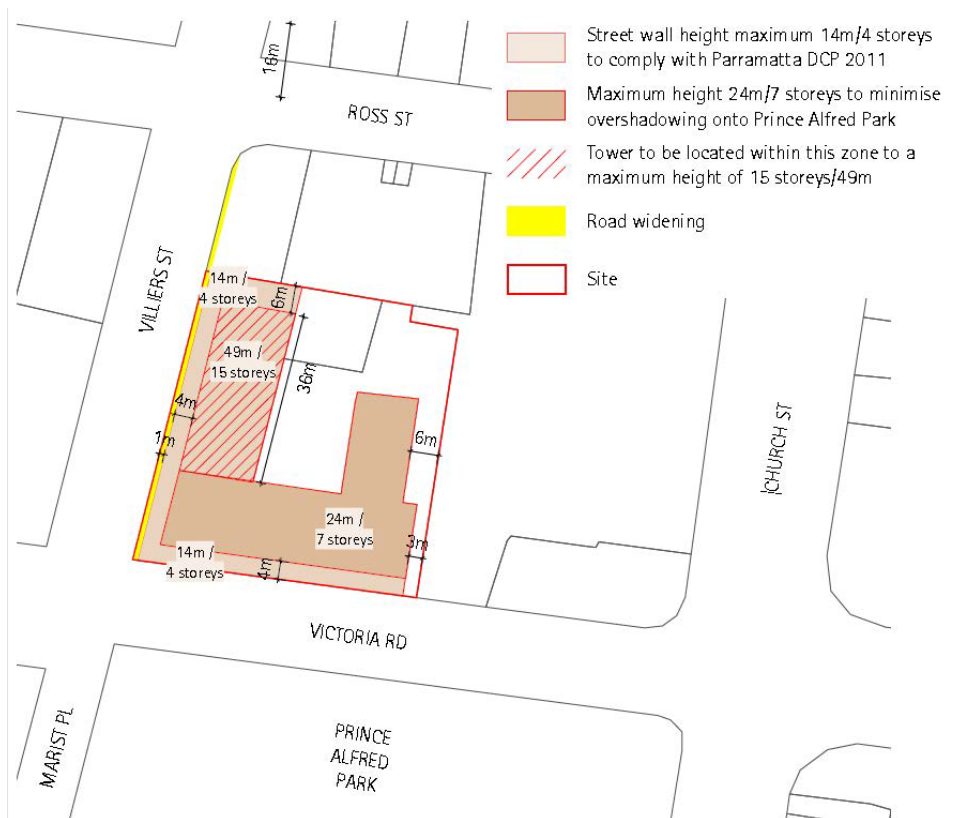 Street wall height maximum 14m/4 storeys
to comply with Parramatta DCP 2011
Maximum height 24m/7 storeys to minimise
overshadowing onto Prince Alfred Park
Tower to be located within this zone to a
maximum height of 15 storeys/49m
Road widening
Site
16m
ROSS ST
VILLIERS ST
14m /
4 storeys
6m
49m /
15 storeys
36m
4m
1m
6m
CHURCH ST
24m /
7 storeys
3m
14m /
4 storeys
4m
VICTORIA RD
MARIST PL
PRINCE
ALFRED
PARK